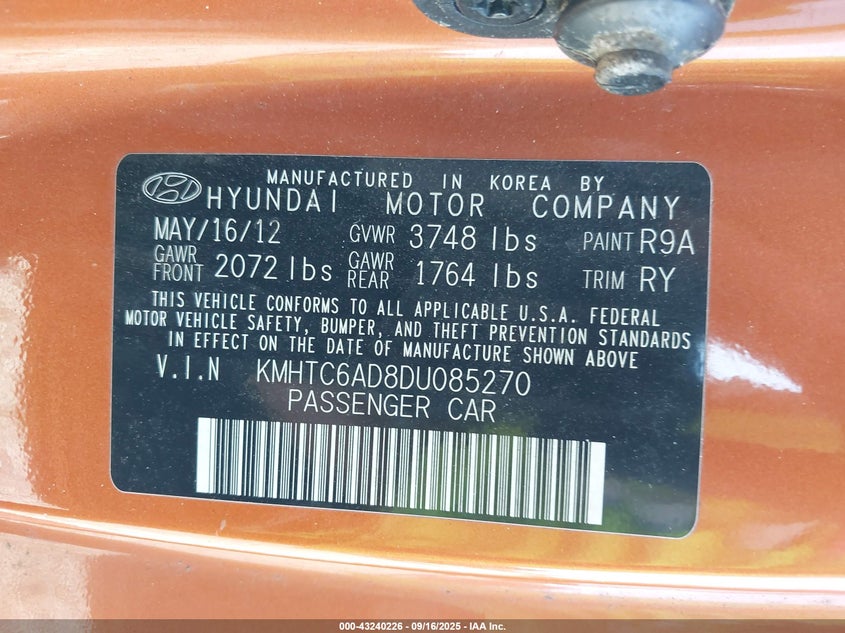 MANUFACTURED IN KOREA BY
HYUNDAI MOTOR COMPANY
MAY/16/12 GVWR 3748 lbs PAINT R9A
GAWR FRONT 2072 lbs GAWR REAR 1764 lbs TRIM RY
THIS VEHICLE CONFORMS TO ALL APPLICABLE U.S.A. FEDERAL
MOTOR VEHICLE SAFETY, BUMPER, AND THEFT PREVENTION STANDARDS
IN EFFECT ON THE DATE OF MANUFACTURE SHOWN ABOVE
V.I.N KMHTC6AD8DU085270
PASSENGER CAR
000-43240226 - 09/16/2025 - IAA Inc.